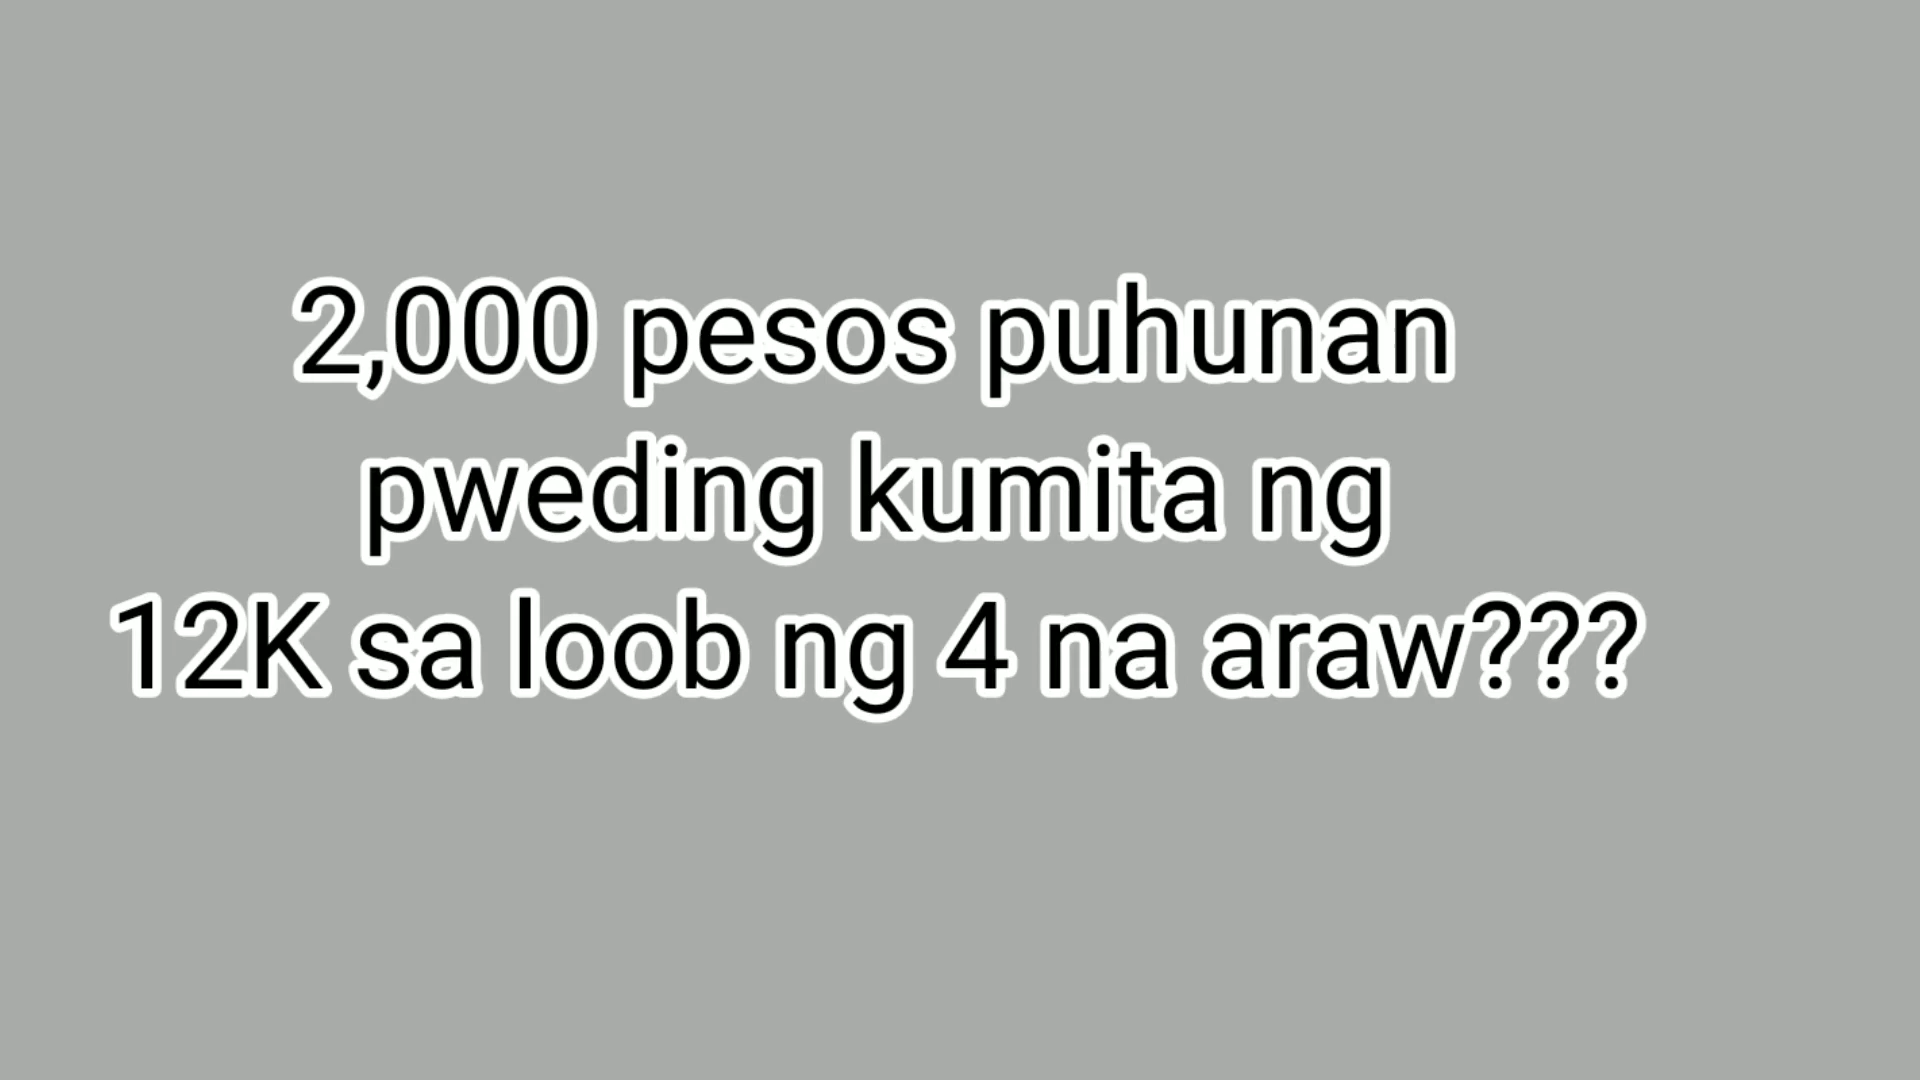 2,000 pesos puhunan
pweding kumita ng
12K sa loob ng 4 na araw???